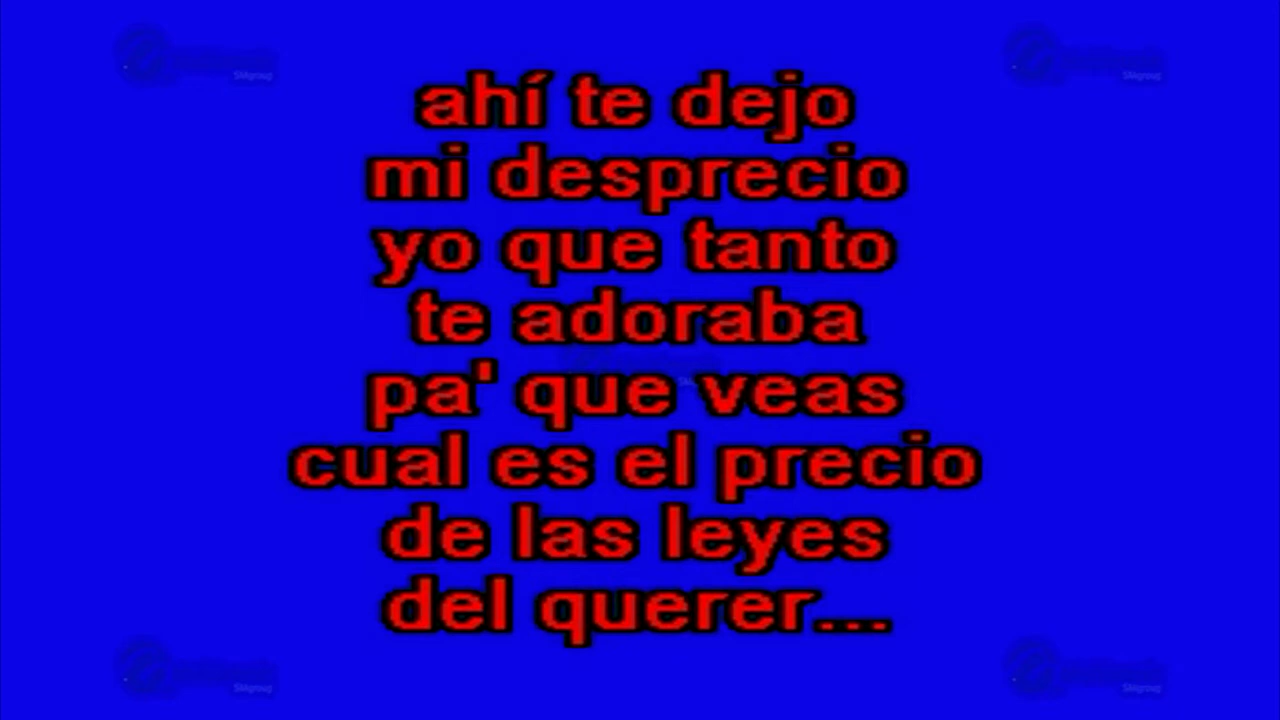 ahí te dejo
mi desprecio
yo que tanto
te adoraba
pa' que veas
cual es el precio
de las leyes
del querer...